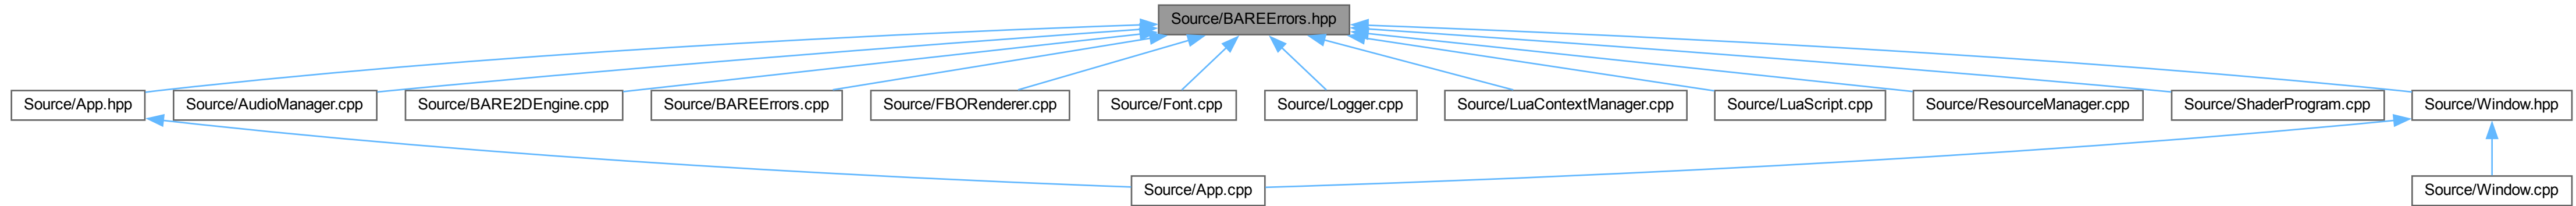 Source/BAREErrors.hpp
Source/App.hpp
Source/AudioManager.cpp
Source/BARE2DEngine.cpp
Source/BAREErrors.cpp
Source/FBORenderer.cpp
Source/Font.cpp
Source/Logger.cpp
Source/LuaContextManager.cpp
Source/LuaScript.cpp
Source/ResourceManager.cpp
Source/ShaderProgram.cpp
Source/Window.hpp
Source/App.cpp
Source/Window.cpp